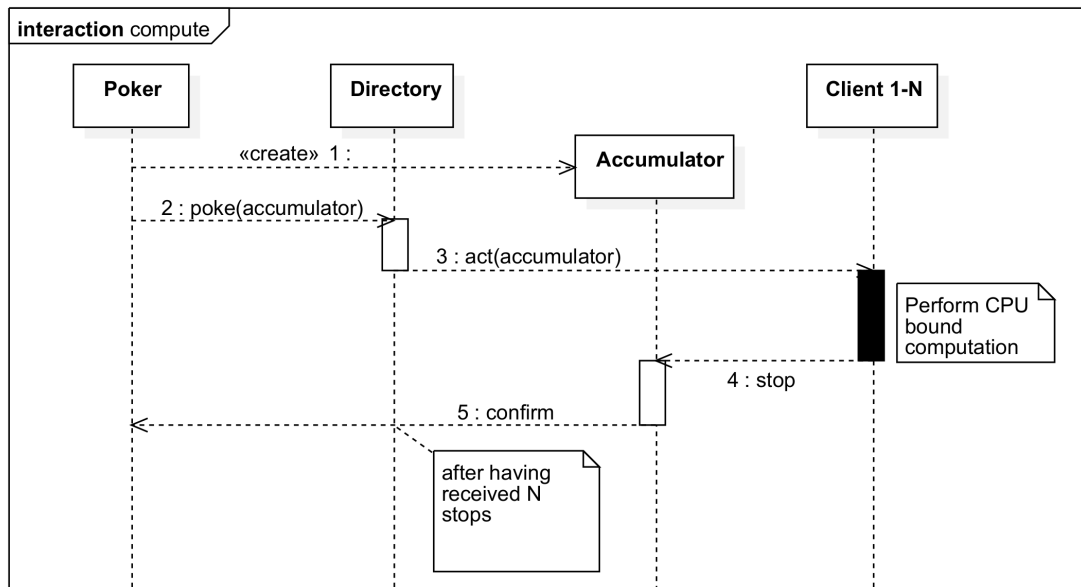 interaction compute
Poker
Directory
Client 1-N
«create» 1 :
Accumulator
2 : poke(accumulator)
3 : act(accumulator)
Perform CPU
bound
computation
4 : stop
5 : confirm
after having
received N
stops